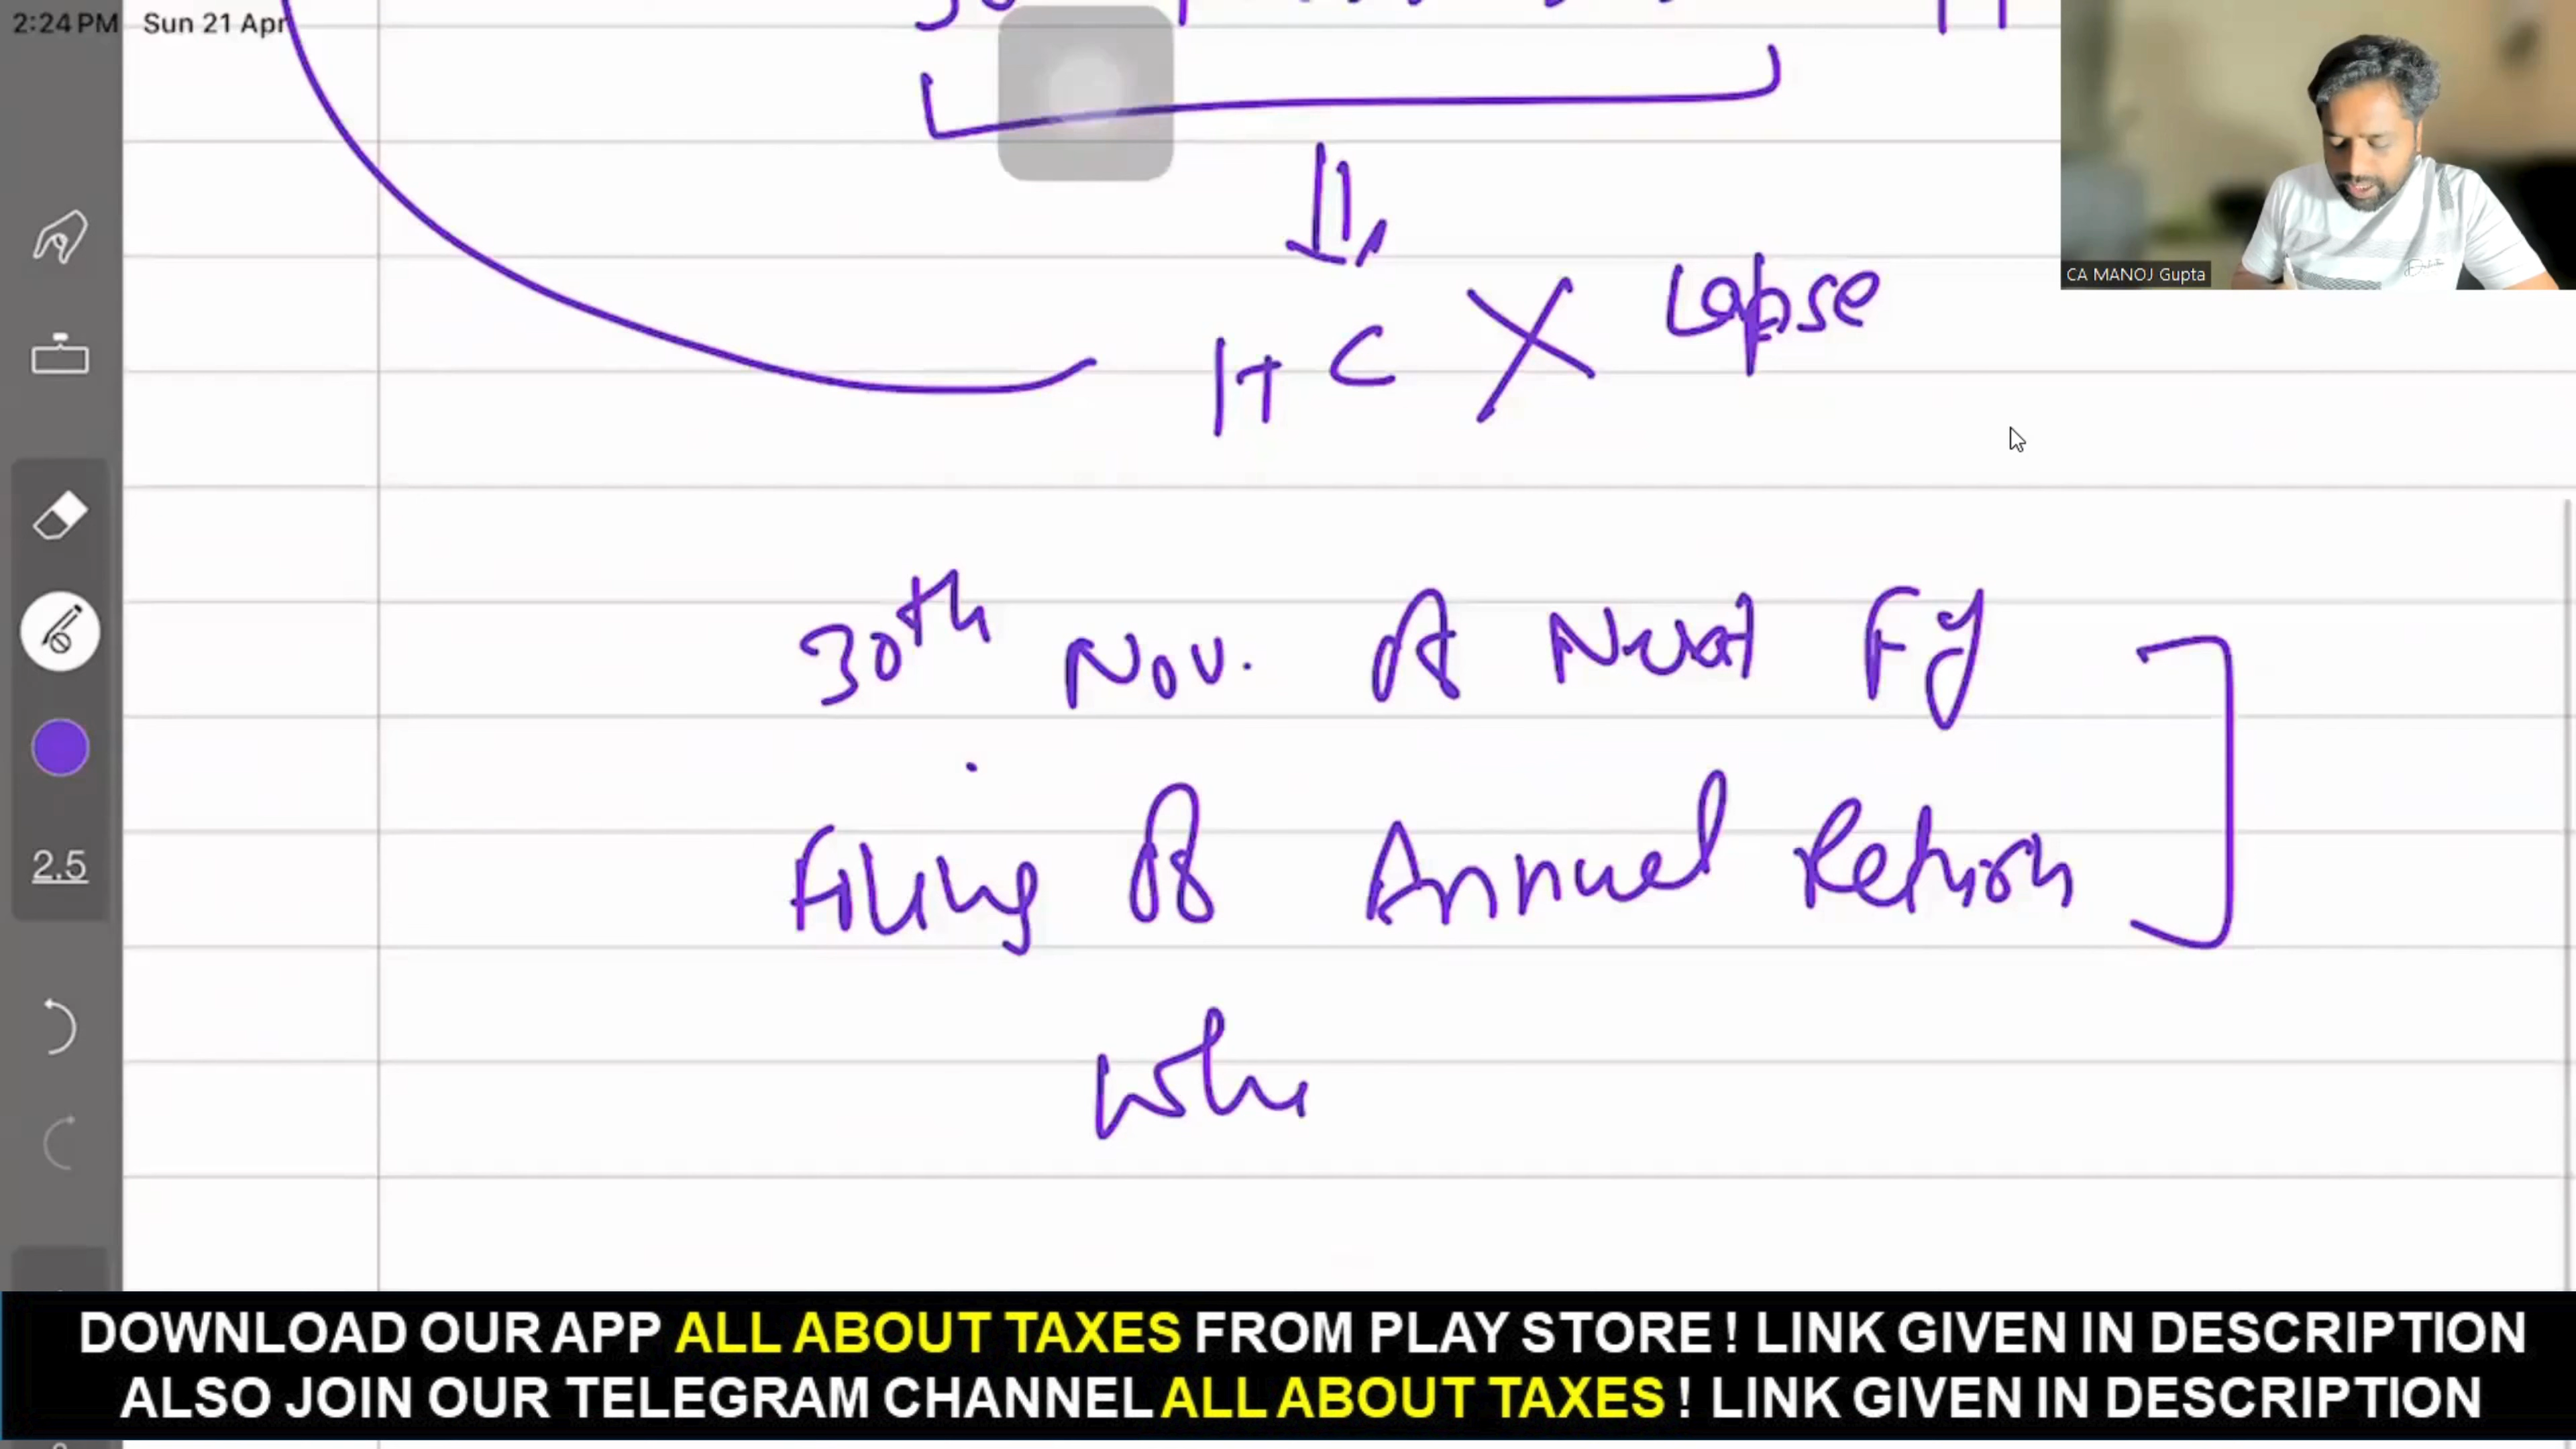 2:24 PM Sun 21 Apr
CA MANOJ Gupta
Lapse
ITC X
30th Nov. of Next Fy
Filing of Annual Return
whi
2.5
DOWNLOAD OUR APP ALL ABOUT TAXES FROM PLAY STORE ! LINK GIVEN IN DESCRIPTION
ALSO JOIN OUR TELEGRAM CHANNEL ALL ABOUT TAXES ! LINK GIVEN IN DESCRIPTION